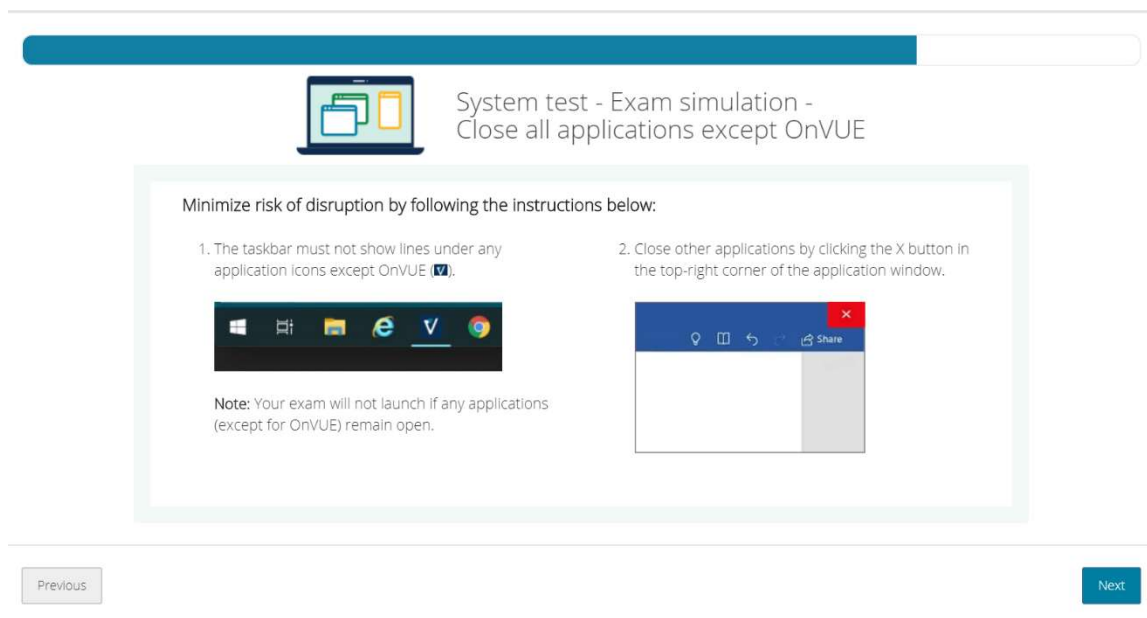 System test - Exam simulation -
Close all applications except OnVUE
Minimize risk of disruption by following the instructions below:
1. The taskbar must not show lines under any
application icons except OnVUE (V).
Note: Your exam will not launch if any applications
(except for OnVUE) remain open.
2. Close other applications by clicking the X button in
the top-right corner of the application window.
Share
Previous
Next